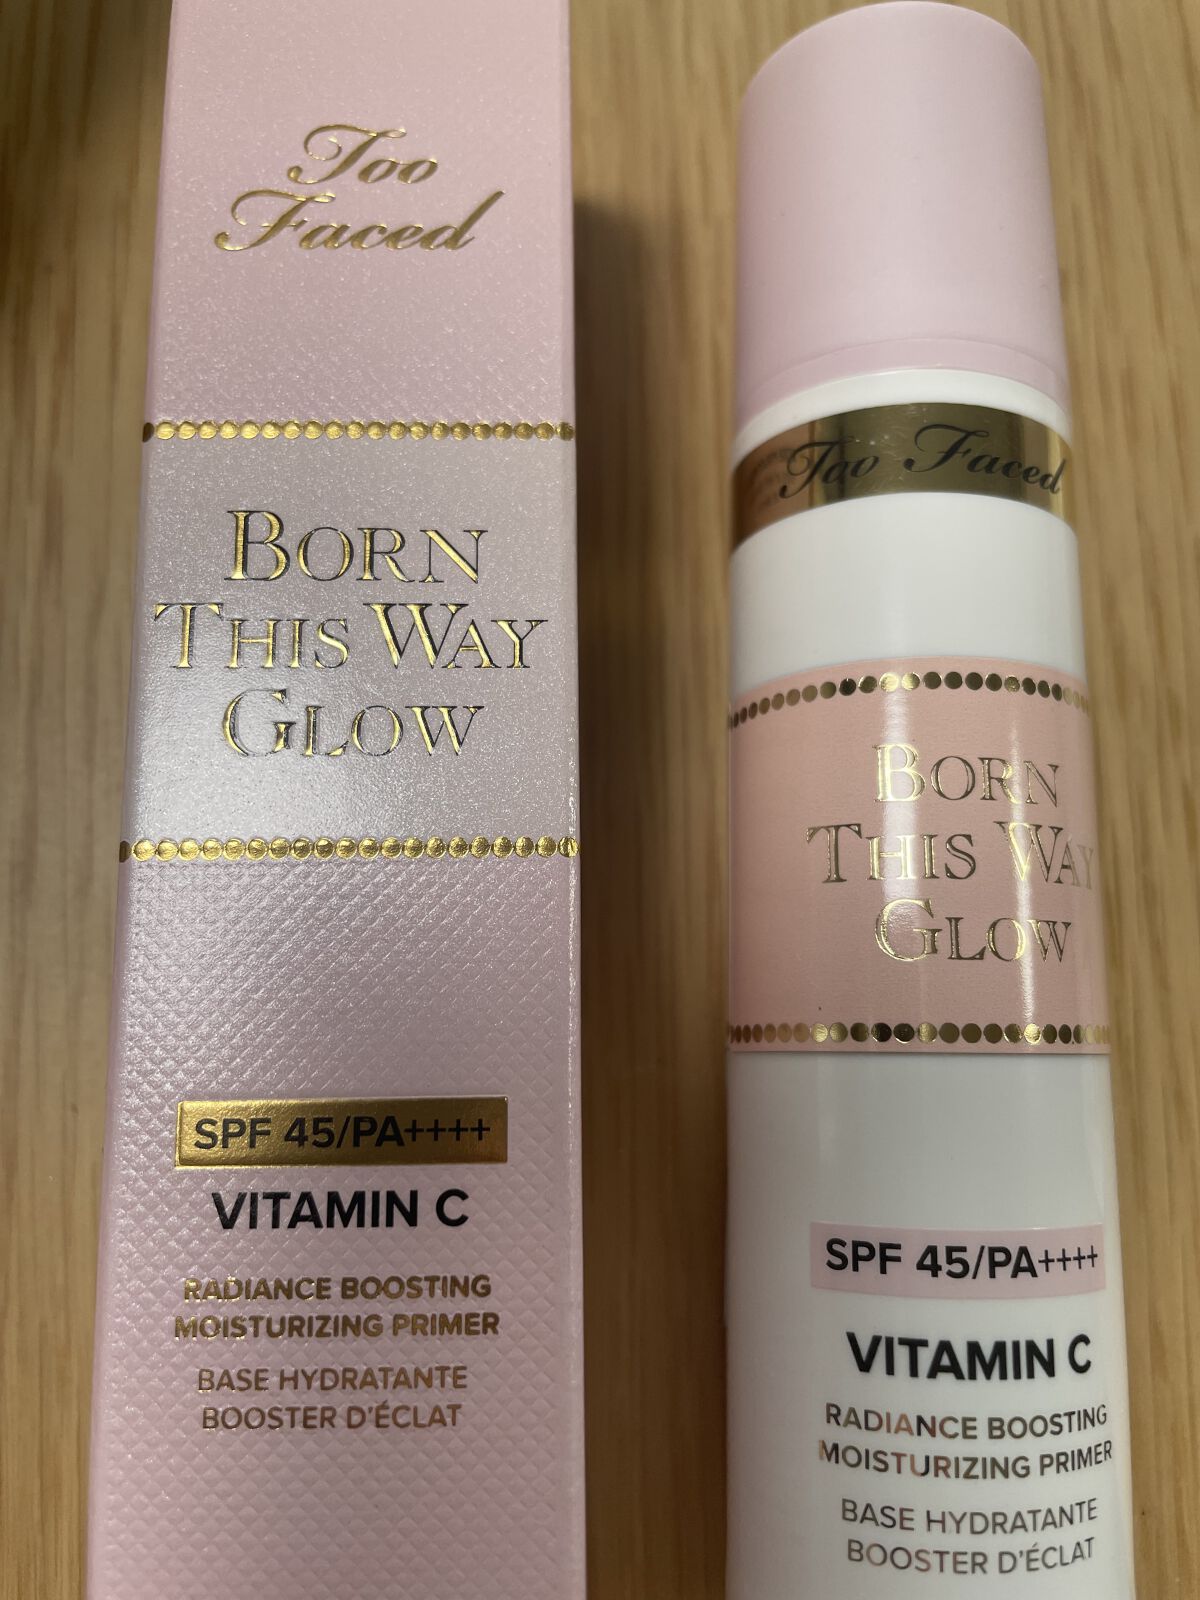 Too
Faced
BORN
THIS WAY
GLOW
SPF 45/PA++++
VITAMIN C
RADIANCE BOOSTING
MOISTURIZING PRIMER
BASE HYDRATANTE
BOOSTER D'ÉCLAT
Too Faced
BORN
THIS WAY
GLOW
SPF 45/PA++++
VITAMIN C
RADIANCE BOOSTING
MOISTURIZING PRIMER
BASE HYDRATANTE
BOOSTER D'ÉCLAT